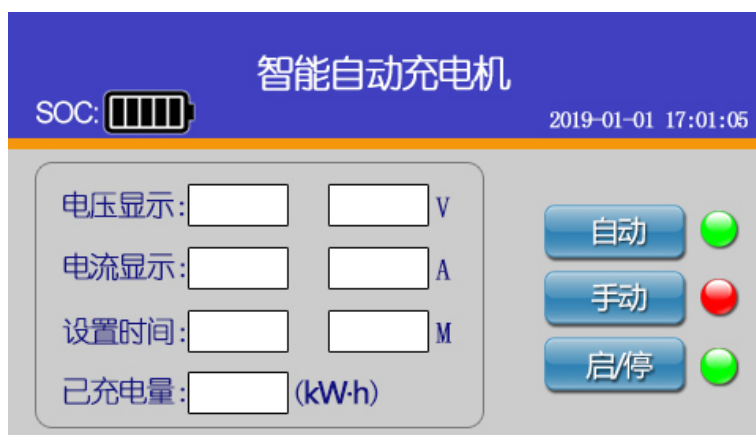 智能自动充电机
SOC:
2019-01-01 17:01:05
电压显示: V
电流显示: A
设置时间: M
已充电量: (kW·h)
自动
手动
启/停